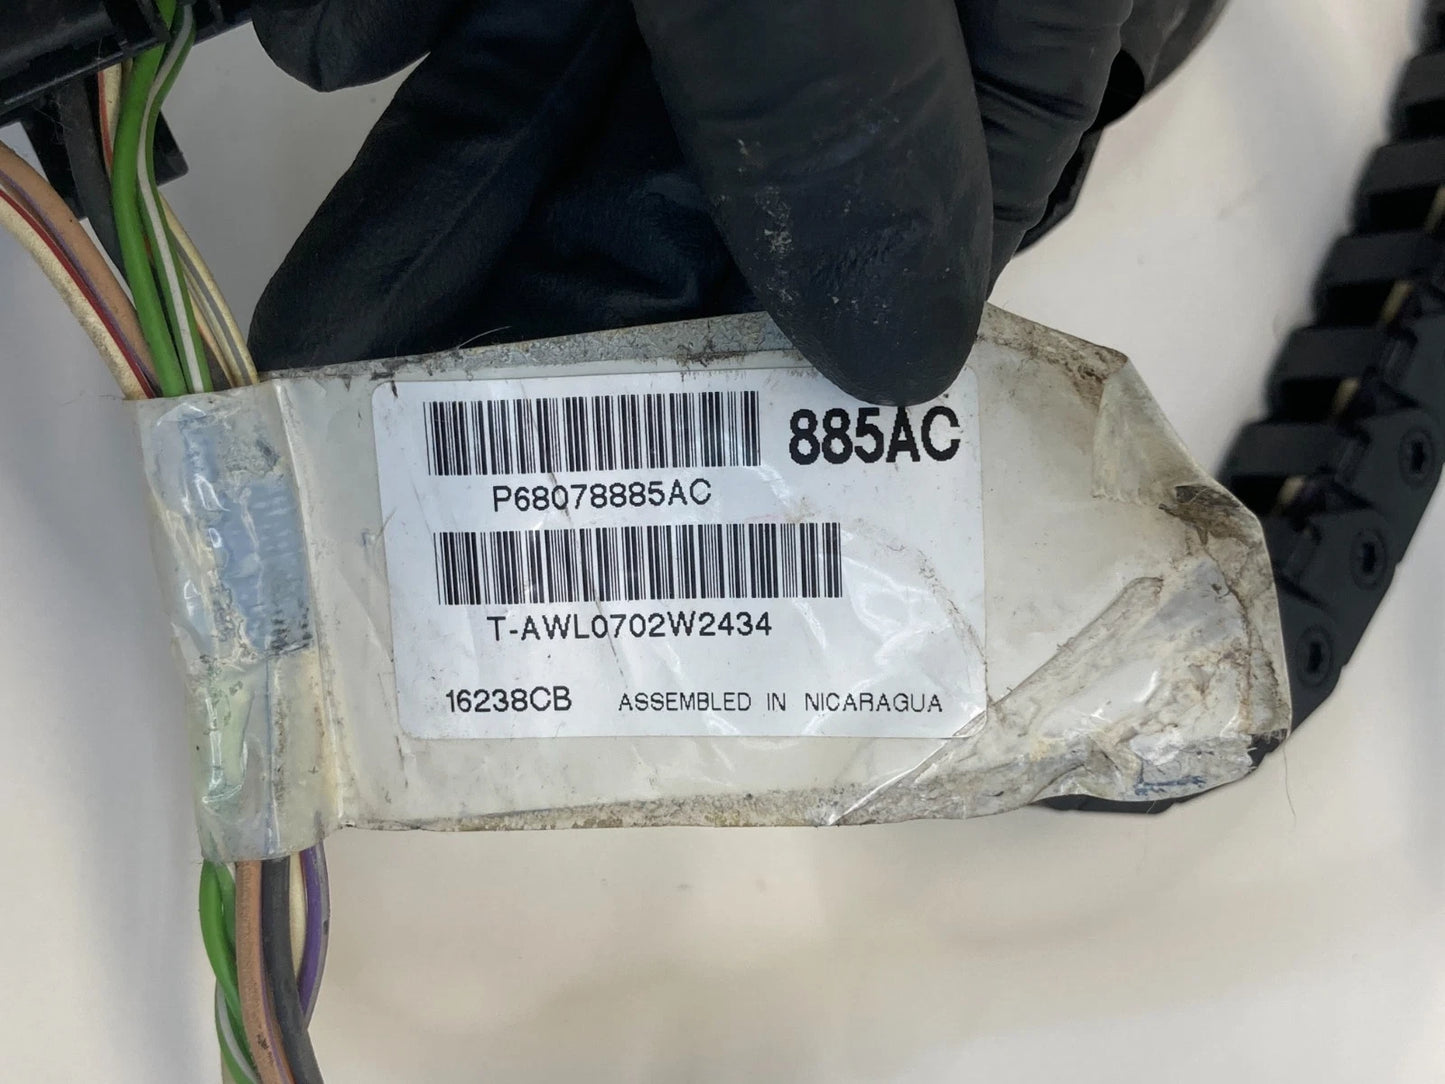 885AC
P68078885AC
T-AWL0702W2434
16238CB ASSEMBLED IN NICARAGUA